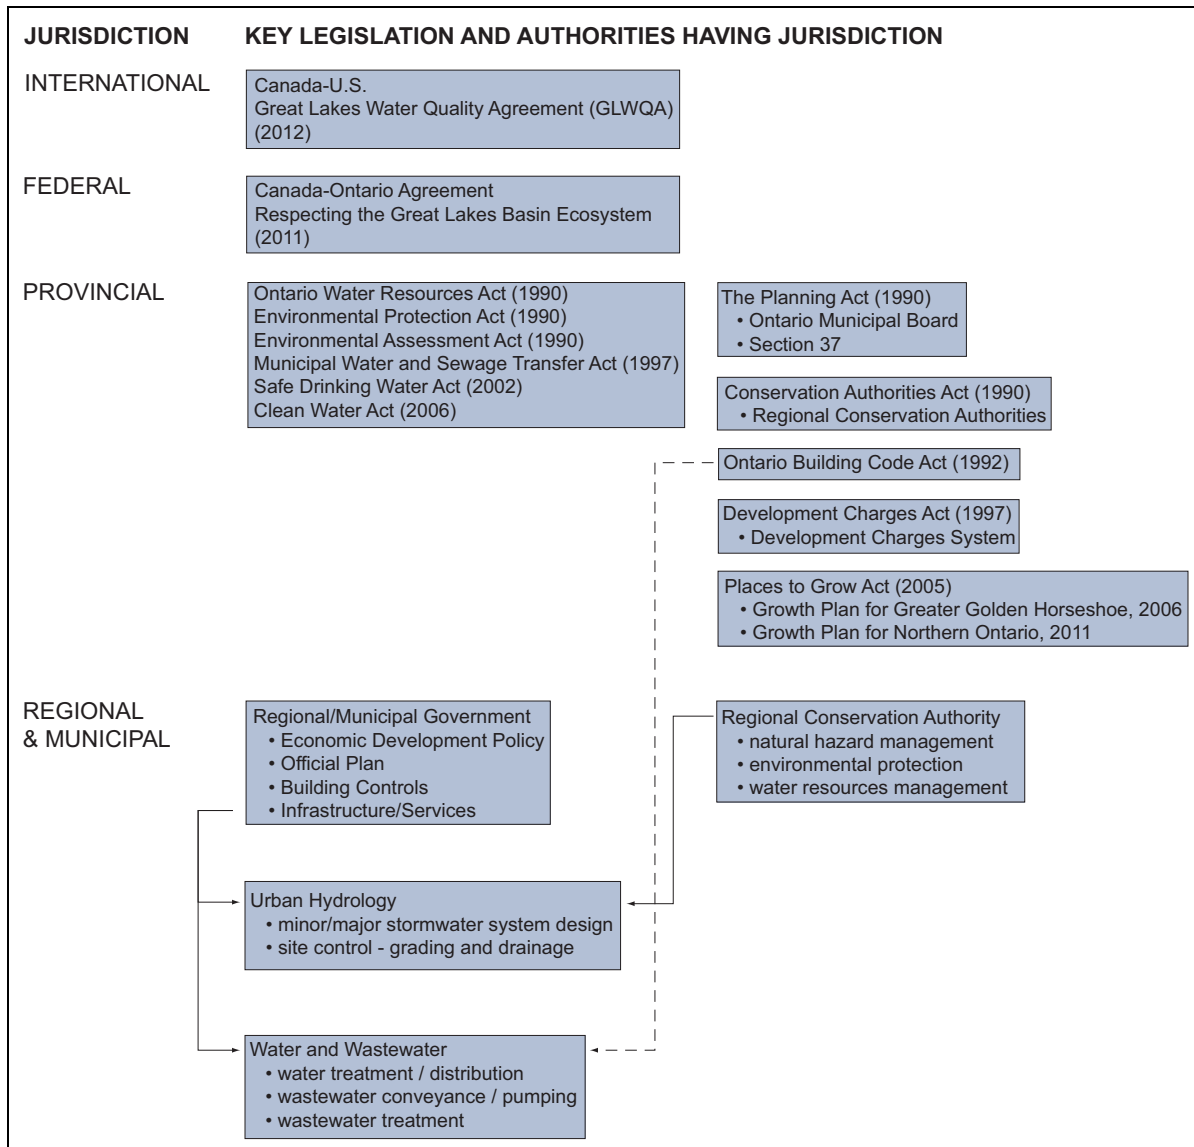 JURISDICTION KEY LEGISLATION AND AUTHORITIES HAVING JURISDICTION
INTERNATIONAL
Canada-U.S.
Great Lakes Water Quality Agreement (GLWQA)
(2012)
FEDERAL
Canada-Ontario Agreement
Respecting the Great Lakes Basin Ecosystem
(2011)
PROVINCIAL
Ontario Water Resources Act (1990)
Environmental Protection Act (1990)
Environmental Assessment Act (1990)
Municipal Water and Sewage Transfer Act (1997)
Safe Drinking Water Act (2002)
Clean Water Act (2006)
The Planning Act (1990)
• Ontario Municipal Board
• Section 37
Conservation Authorities Act (1990)
• Regional Conservation Authorities
Ontario Building Code Act (1992)
Development Charges Act (1997)
• Development Charges System
Places to Grow Act (2005)
• Growth Plan for Greater Golden Horseshoe, 2006
• Growth Plan for Northern Ontario, 2011
REGIONAL
& MUNICIPAL
Regional/Municipal Government
• Economic Development Policy
• Official Plan
• Building Controls
• Infrastructure/Services
Regional Conservation Authority
• natural hazard management
• environmental protection
• water resources management
Urban Hydrology
• minor/major stormwater system design
• site control - grading and drainage
Water and Wastewater
• water treatment / distribution
• wastewater conveyance / pumping
• wastewater treatment